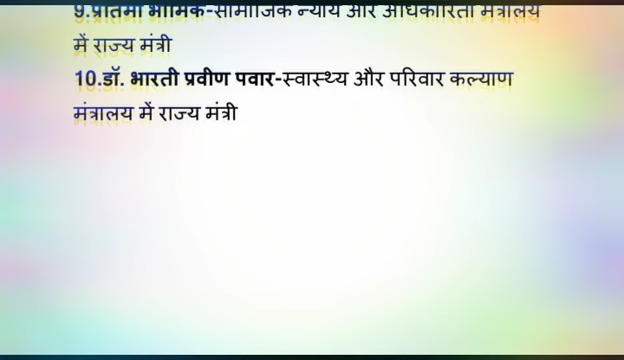 9.प्रतिमा भौमिक-सामाजिक न्याय और अधिकारिता मंत्रालय
में राज्य मंत्री
10.डॉ. भारती प्रवीण पवार-स्वास्थ्य और परिवार कल्याण
मंत्रालय में राज्य मंत्री